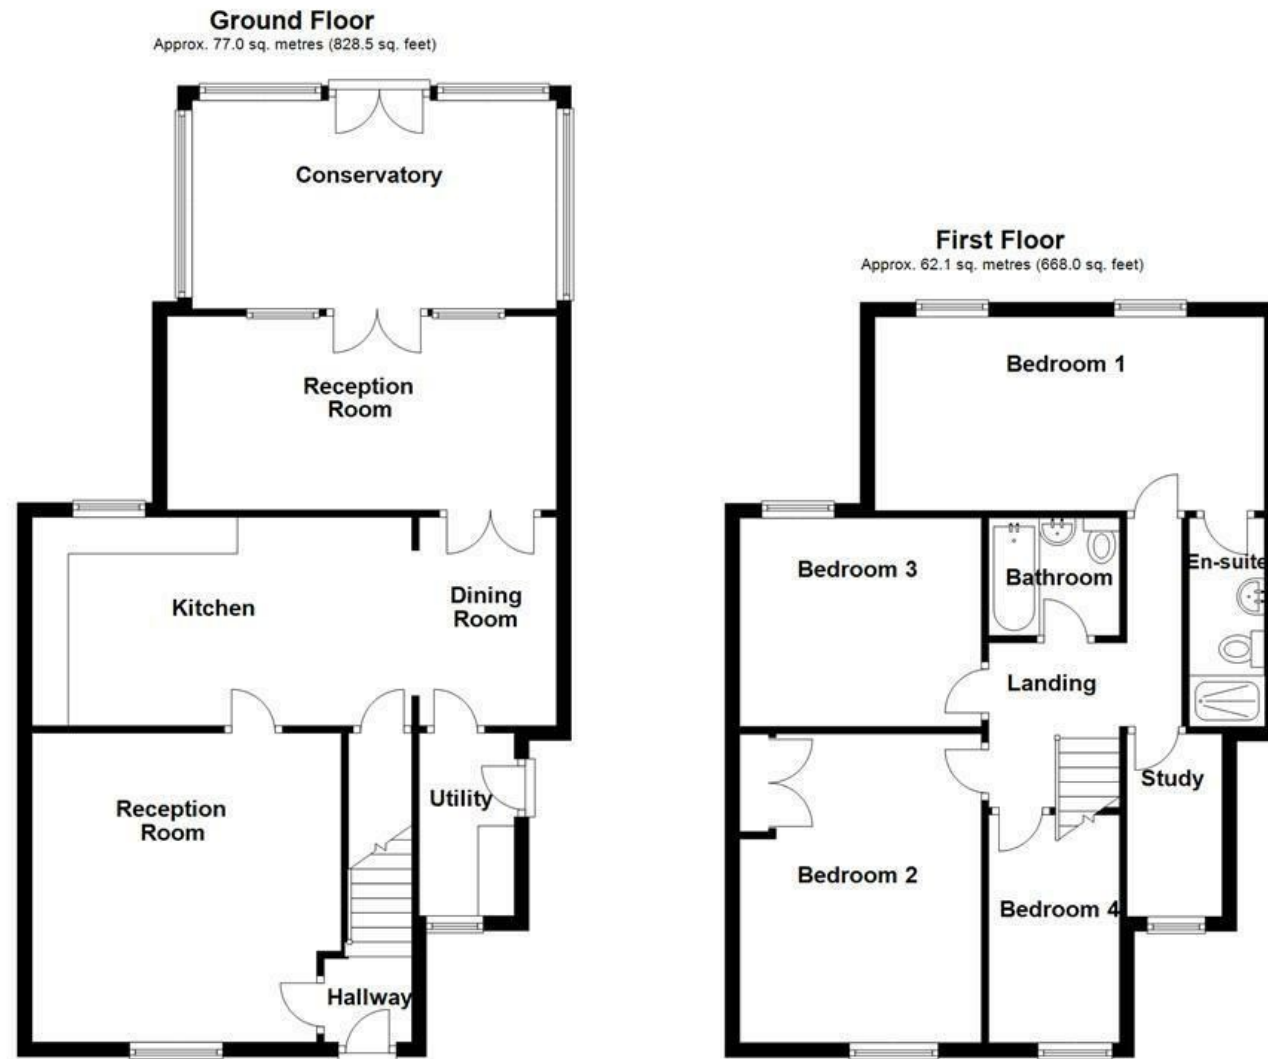 Ground Floor
Approx. 77.0 sq. metres (828.5 sq. feet)
Conservatory
Reception
Room
Kitchen
Dining
Room
Reception
Room
Utility
Hallway
First Floor
Approx. 62.1 sq. metres (668.0 sq. feet)
Bedroom 1
Bedroom 3
Bathroom
En-suite
Landing
Study
Bedroom 2
Bedroom 4